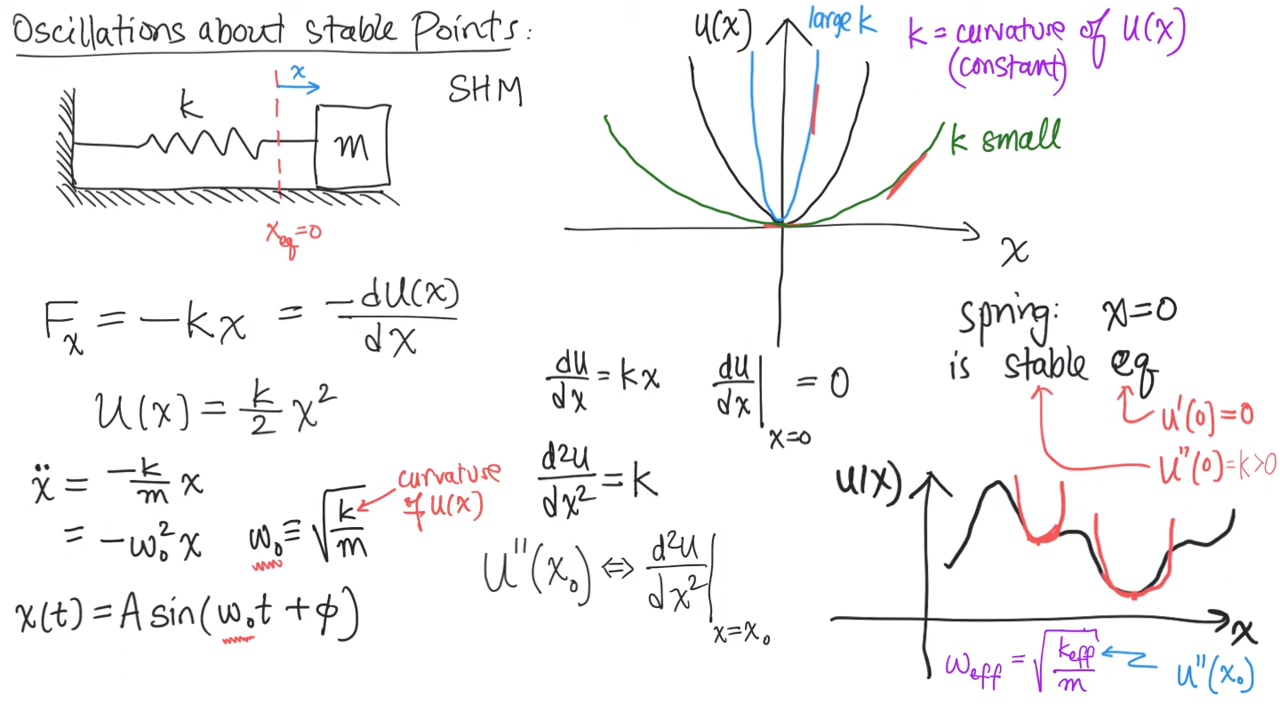 Oscillations about Stable Points:
SHM
x
k
m
x_eq=0
F_x = -kx = -dU(x)/dx
U(x) = k/2 x²
ẍ = -k/m x
= -ω₀² x
ω₀ ≡ √(k/m)
curvature
of U(x)
x(t) = A sin(ω₀t + φ)
U(x)
large k
k = curvature of U(x)
(constant)
k small
x
spring: x=0
is stable eq
U'(0)=0
U''(0)=k>0
dU/dx = kx
dU/dx |x=0 = 0
d²U/dx² = k
U''(x₀) ⇔ d²U/dx² |x=x₀
U(x)
x
ω_eff = √(k_eff/m)
U''(x₀)